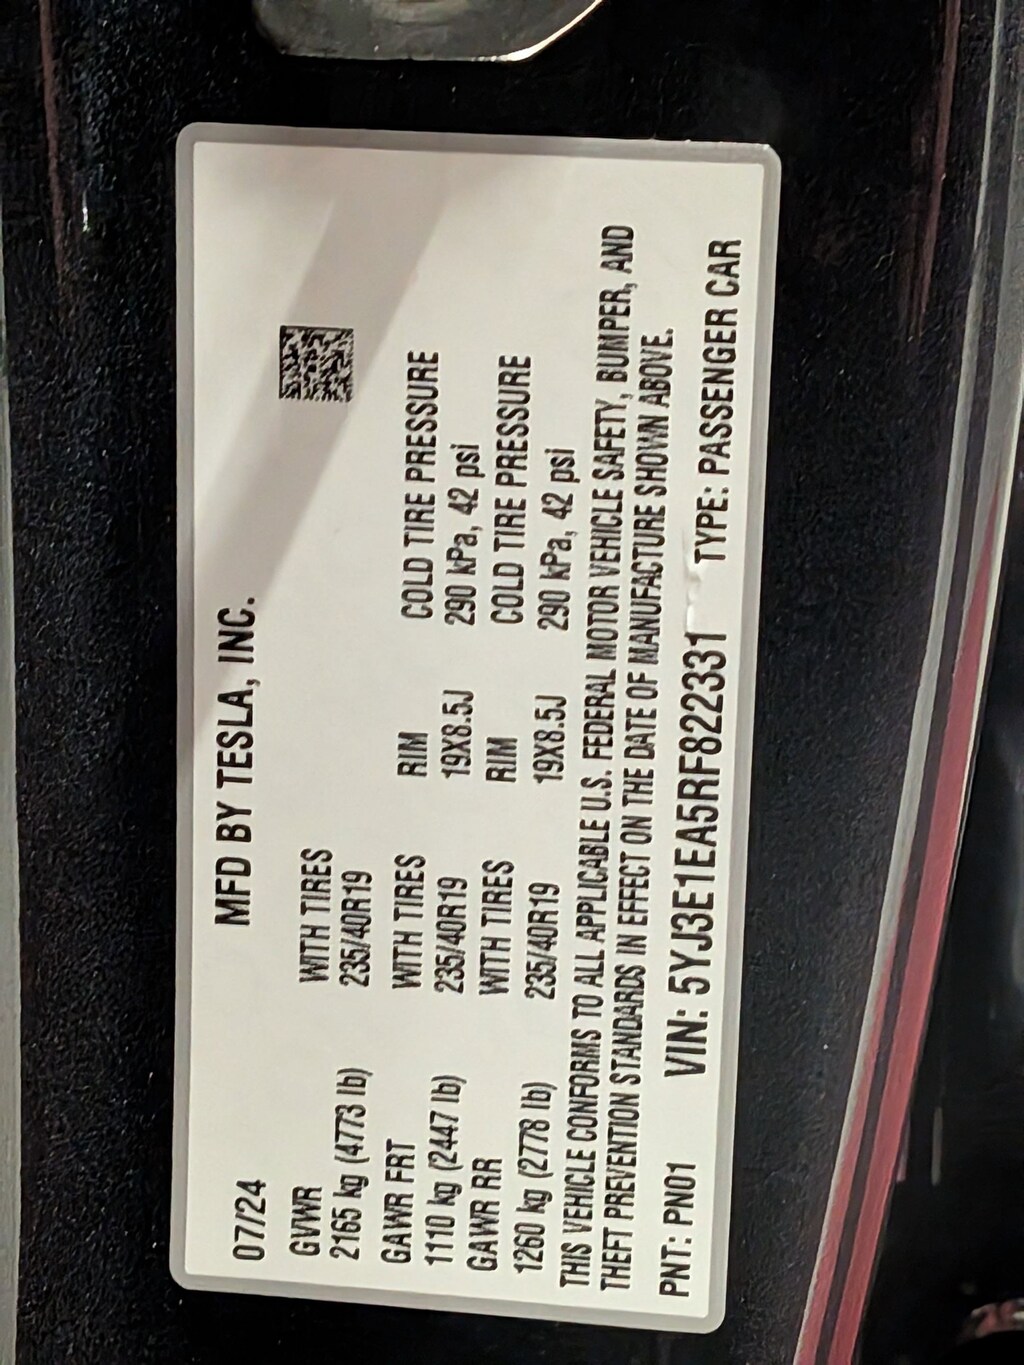 07/24 MFD BY TESLA, INC.
GVWR WITH TIRES
2165 kg (4773 lb) 235/40R19
GAWR FRT WITH TIRES RIM COLD TIRE PRESSURE
1110 kg (2447 lb) 235/40R19 19X8.5J 290 kPa, 42 psi
GAWR RR WITH TIRES RIM COLD TIRE PRESSURE
1260 kg (2778 lb) 235/40R19 19X8.5J 290 kPa, 42 psi
THIS VEHICLE CONFORMS TO ALL APPLICABLE U.S. FEDERAL MOTOR VEHICLE SAFETY, BUMPER, AND
THEFT PREVENTION STANDARDS IN EFFECT ON THE DATE OF MANUFACTURE SHOWN ABOVE.
PNT: PN01 VIN: 5YJ3E1EA5RF822331 TYPE: PASSENGER CAR